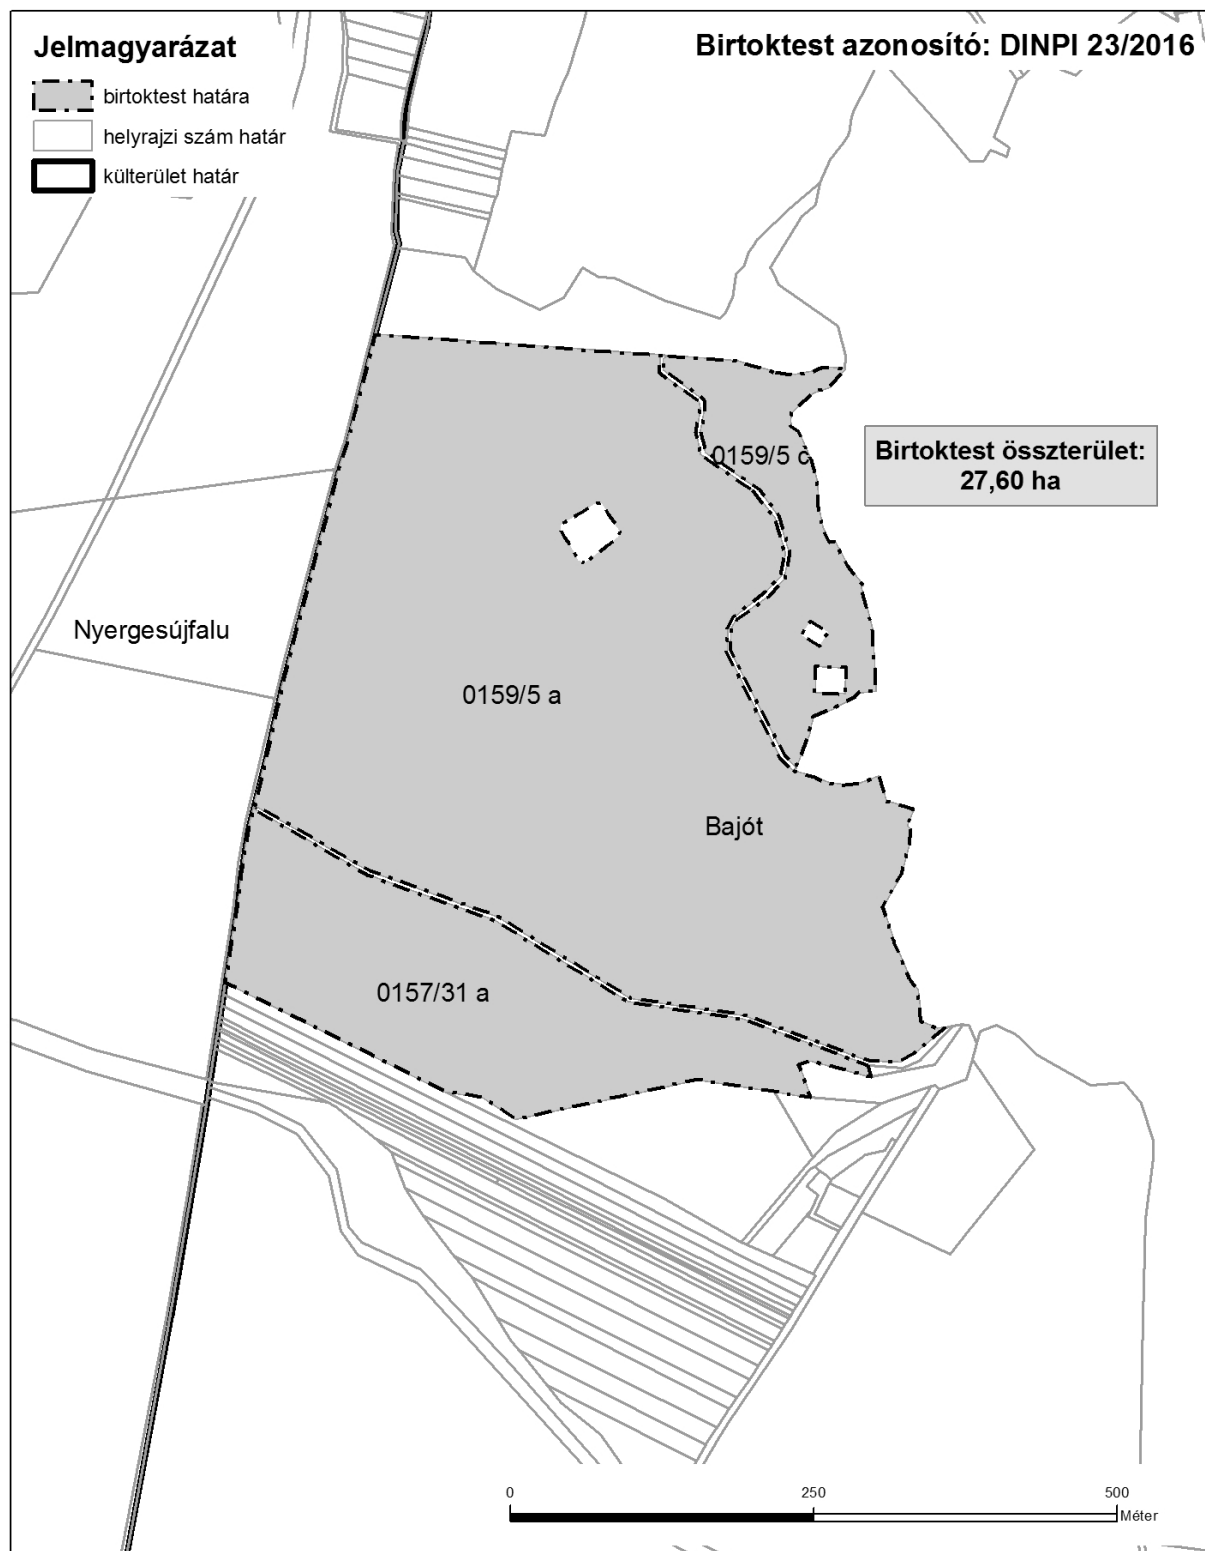 Jelmagyarázat
Birtoktest azonosító: DINPI 23/2016
birtoktest határa
helyrajzi szám határ
külterület határ
0159/5 c
Birtoktest összterület:
27,60 ha
Nyergesújfalu
0159/5 a
Bajót
0157/31 a
0 250 500
Méter